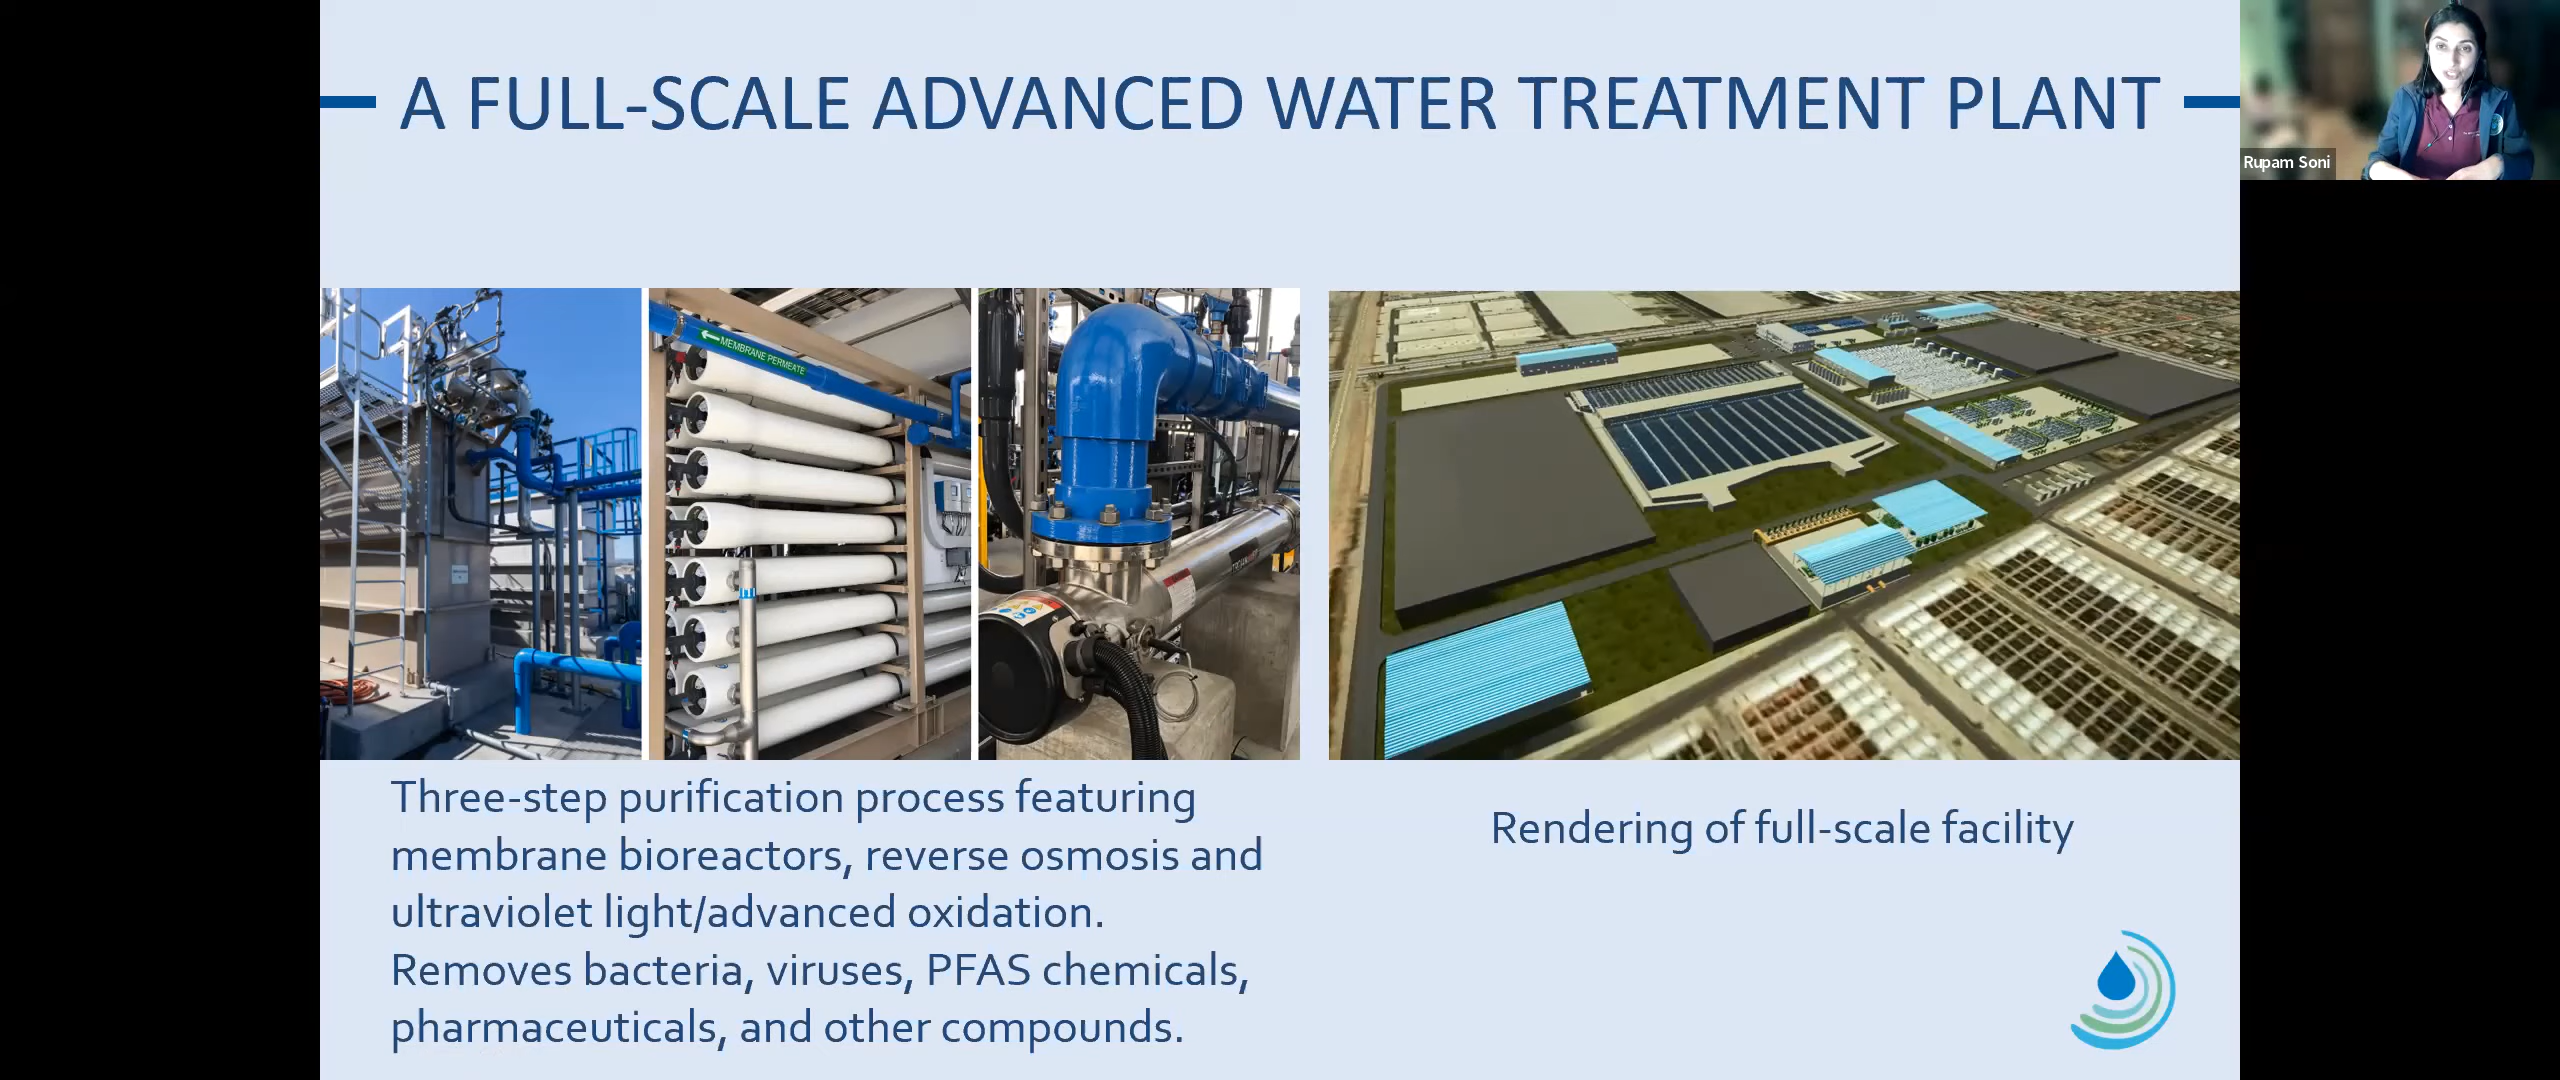 A FULL-SCALE ADVANCED WATER TREATMENT PLANT
Rupam Soni
MEMBRANE PERMEATE
Three-step purification process featuring
membrane bioreactors, reverse osmosis and
ultraviolet light/advanced oxidation.
Removes bacteria, viruses, PFAS chemicals,
pharmaceuticals, and other compounds.
Rendering of full-scale facility